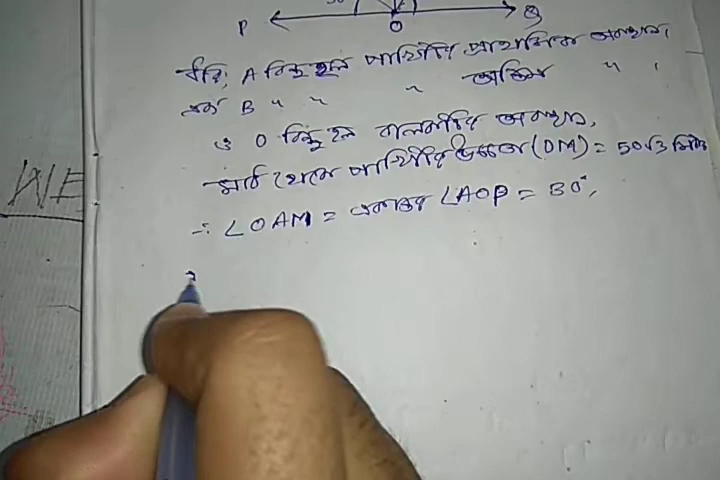 30
P O Q
ধরি, A বিন্দু হল পাখিটির প্রাথমিক অবস্থান,
এবং B " " " অন্তিম " ,
ও O বিন্দু হল বালকটির অবস্থান,
মাঠ থেকে পাখিটির উচ্চতা (OM) = 50√3 মিটার
∴ ∠OAM = একান্তর ∠AOP = 30°,